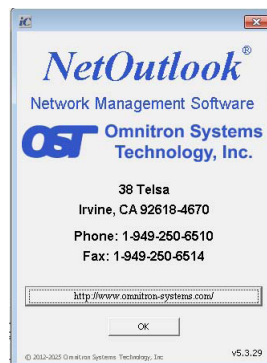 iC
NetOutlook®
Network Management Software
OST Omnitron Systems
Technology, Inc.
38 Telsa
Irvine, CA 92618-4670
Phone: 1-949-250-6510
Fax: 1-949-250-6514
http://www.omnitron-systems.com/
OK
© 2012-2025 Omnitron Systems Technology, Inc v5.3.29